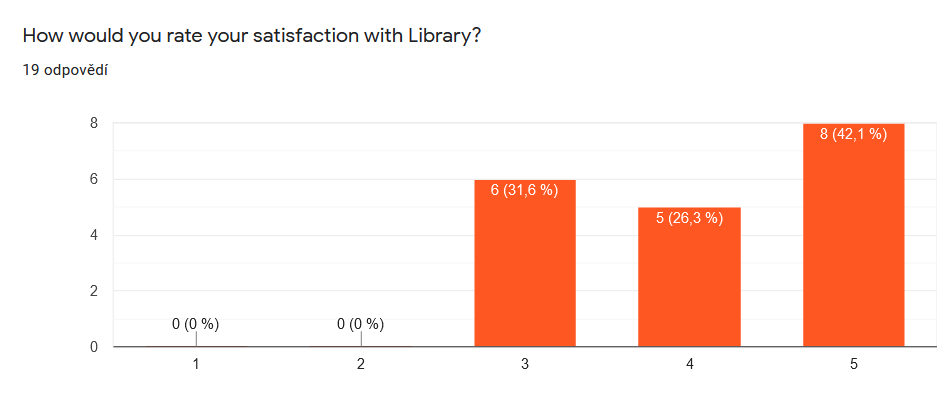 How would you rate your satisfaction with Library?
19 odpovědí
8
8 (42,1 %)
6
6 (31,6 %)
5 (26,3 %)
4
2
0 (0 %)
0 (0 %)
0
1
2
3
4
5